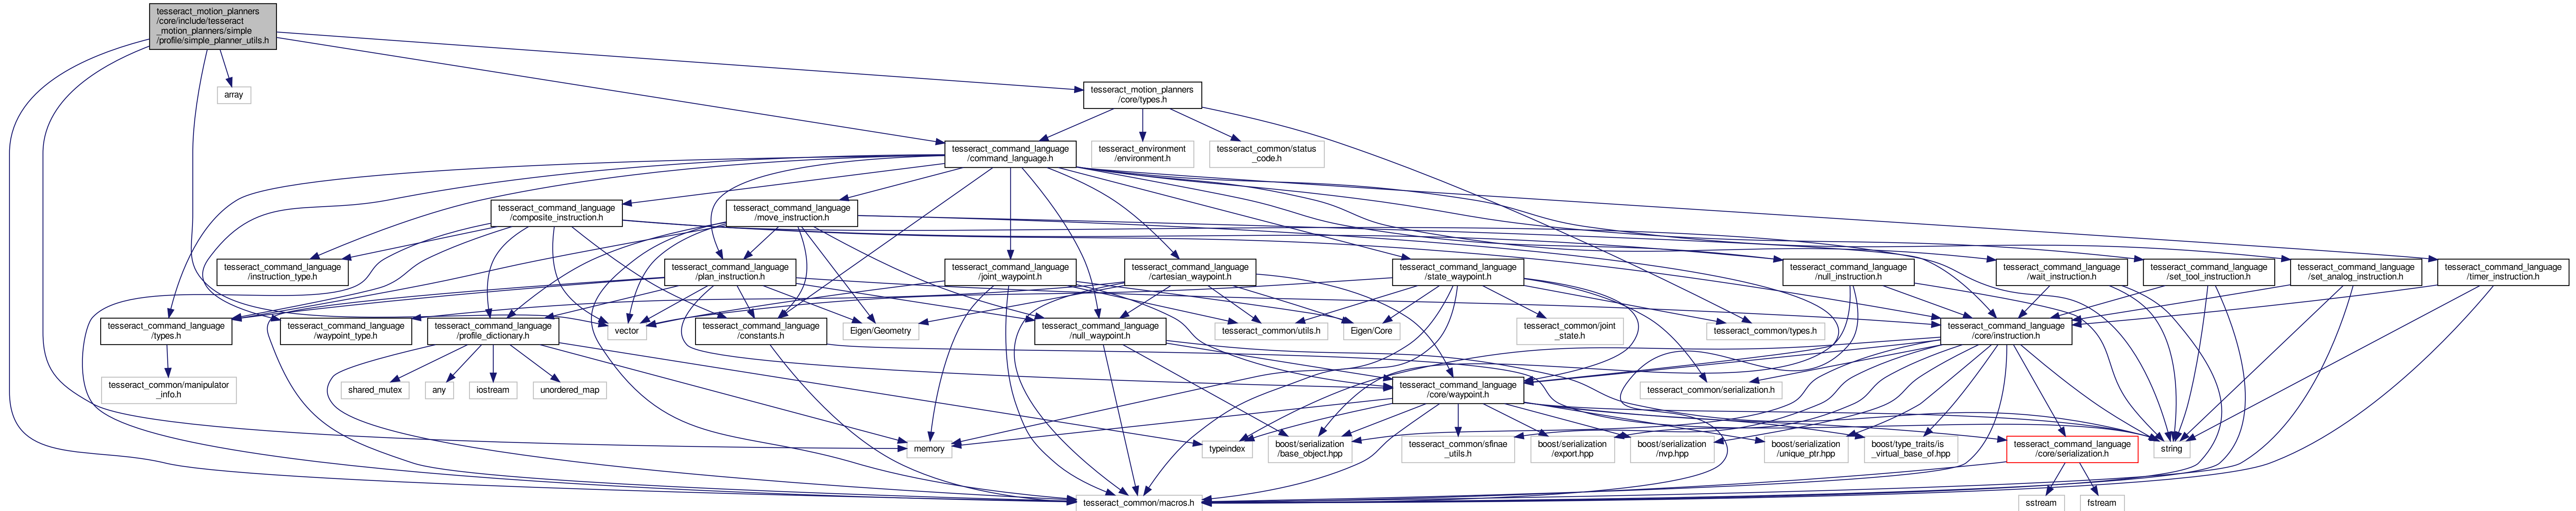 tesseract_motion_planners
/core/include/tesseract
_motion_planners/simple
/profile/simple_planner_utils.h
array
tesseract_motion_planners
/core/types.h
tesseract_command_language
/command_language.h
tesseract_environment
/environment.h
tesseract_common/status
_code.h
tesseract_command_language
/composite_instruction.h
tesseract_command_language
/move_instruction.h
tesseract_command_language
/instruction_type.h
tesseract_command_language
/plan_instruction.h
tesseract_command_language
/joint_waypoint.h
tesseract_command_language
/cartesian_waypoint.h
tesseract_command_language
/state_waypoint.h
tesseract_command_language
/null_instruction.h
tesseract_command_language
/wait_instruction.h
tesseract_command_language
/set_tool_instruction.h
tesseract_command_language
/set_analog_instruction.h
tesseract_command_language
/timer_instruction.h
tesseract_command_language
/types.h
tesseract_command_language
/waypoint_type.h
tesseract_command_language
/profile_dictionary.h
vector
tesseract_command_language
/constants.h
Eigen/Geometry
tesseract_command_language
/null_waypoint.h
tesseract_common/utils.h
Eigen/Core
tesseract_common/joint
_state.h
tesseract_common/types.h
tesseract_command_language
/core/instruction.h
tesseract_common/manipulator
_info.h
shared_mutex
any
iostream
unordered_map
tesseract_command_language
/core/waypoint.h
tesseract_common/serialization.h
memory
typeindex
boost/serialization
/base_object.hpp
tesseract_common/sfinae
_utils.h
boost/serialization
/export.hpp
boost/serialization
/nvp.hpp
boost/serialization
/unique_ptr.hpp
boost/type_traits/is
_virtual_base_of.hpp
tesseract_command_language
/core/serialization.h
string
tesseract_common/macros.h
sstream
fstream